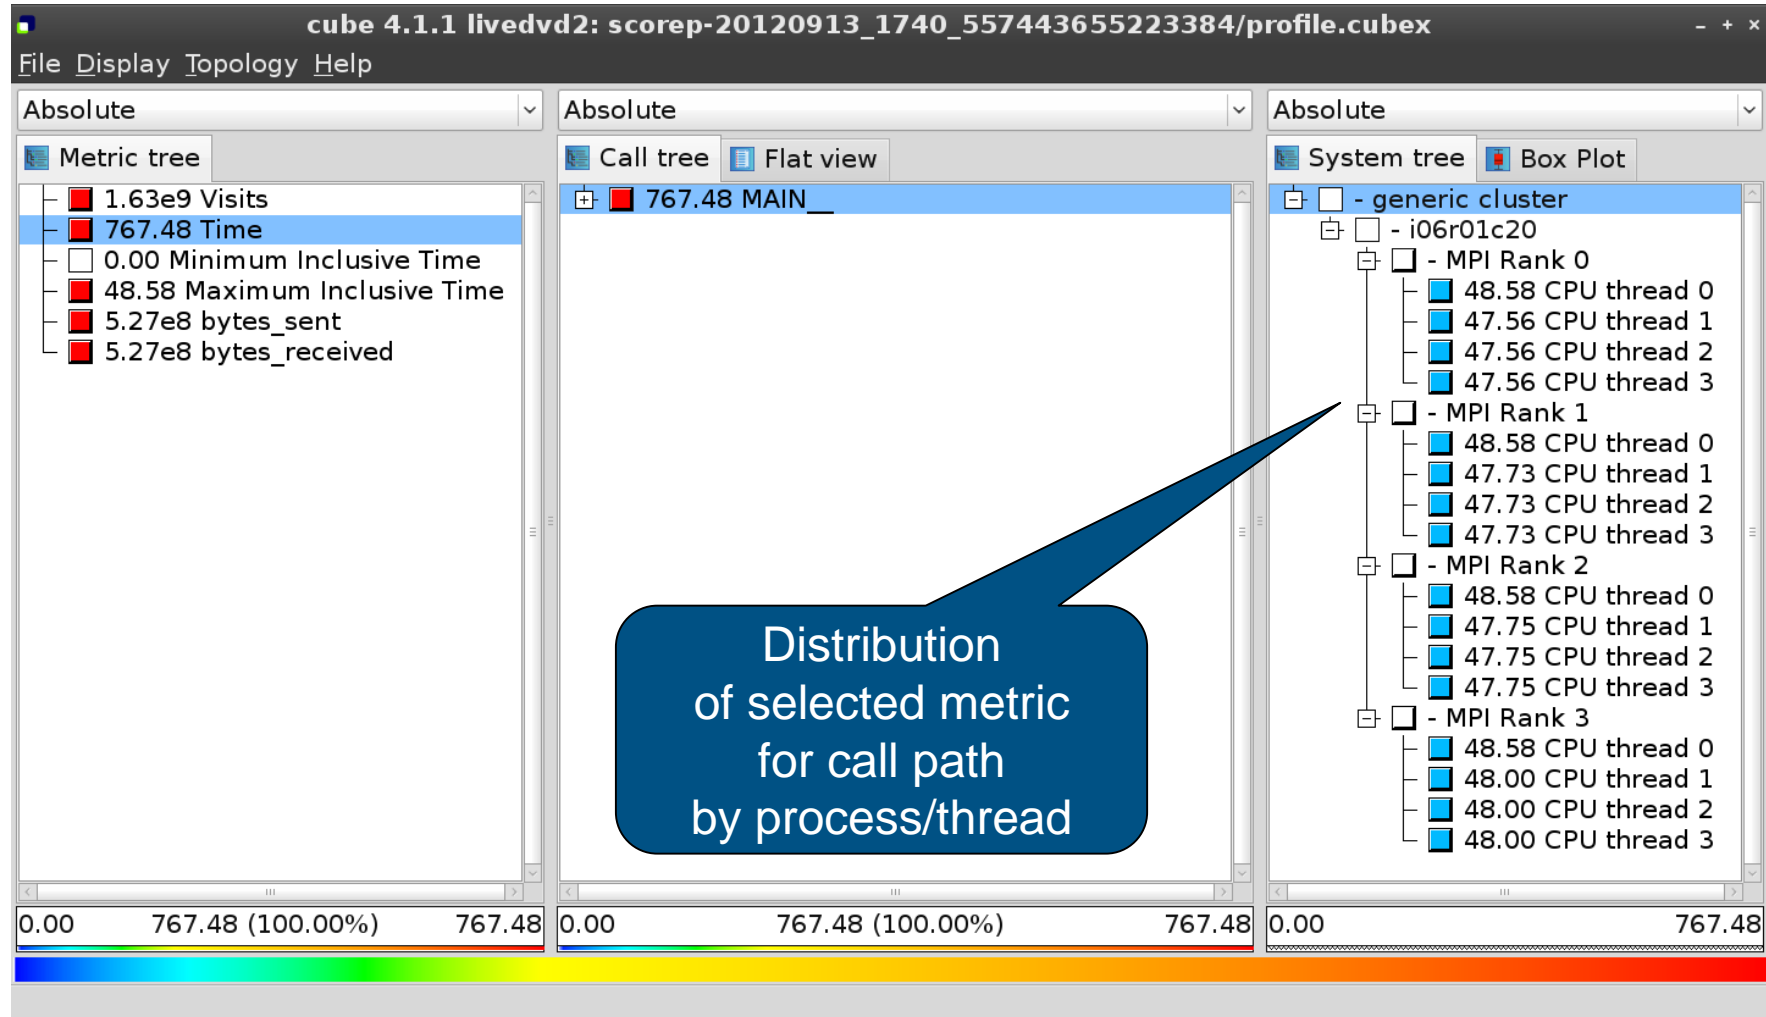 cube 4.1.1 livedvd2: scorep-20120913_1740_557443655223384/profile.cubex
File Display Topology Help
Absolute
Metric tree
1.63e9 Visits
767.48 Time
0.00 Minimum Inclusive Time
48.58 Maximum Inclusive Time
5.27e8 bytes_sent
5.27e8 bytes_received
0.00 767.48 (100.00%) 767.48
Absolute
Call tree Flat view
767.48 MAIN__
Distribution
of selected metric
for call path
by process/thread
0.00 767.48 (100.00%) 767.48
Absolute
System tree Box Plot
- generic cluster
- i06r01c20
- MPI Rank 0
48.58 CPU thread 0
47.56 CPU thread 1
47.56 CPU thread 2
47.56 CPU thread 3
- MPI Rank 1
48.58 CPU thread 0
47.73 CPU thread 1
47.73 CPU thread 2
47.73 CPU thread 3
- MPI Rank 2
48.58 CPU thread 0
47.75 CPU thread 1
47.75 CPU thread 2
47.75 CPU thread 3
- MPI Rank 3
48.58 CPU thread 0
48.00 CPU thread 1
48.00 CPU thread 2
48.00 CPU thread 3
0.00 767.48